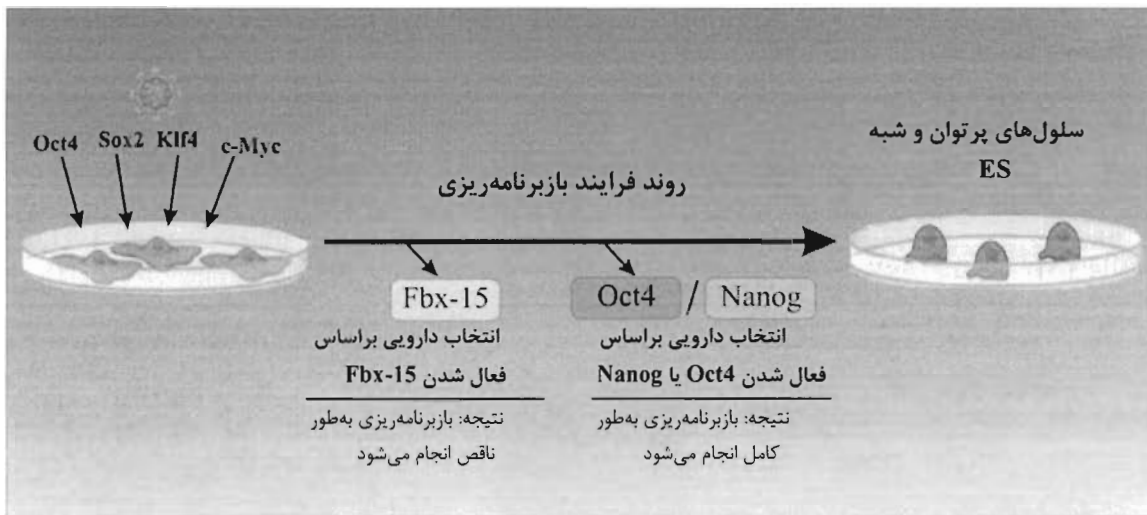 Oct4 Sox2 Klf4 c-Myc
روند فرایند بازبرنامه‌ریزی
سلول‌های پرتوان و شبه
ES
Fbx-15
انتخاب دارویی براساس
فعال شدن Fbx-15
نتیجه: بازبرنامه‌ریزی به‌طور
ناقص انجام می‌شود
Oct4 / Nanog
انتخاب دارویی براساس
فعال شدن Oct4 یا Nanog
نتیجه: بازبرنامه‌ریزی به‌طور
کامل انجام می‌شود